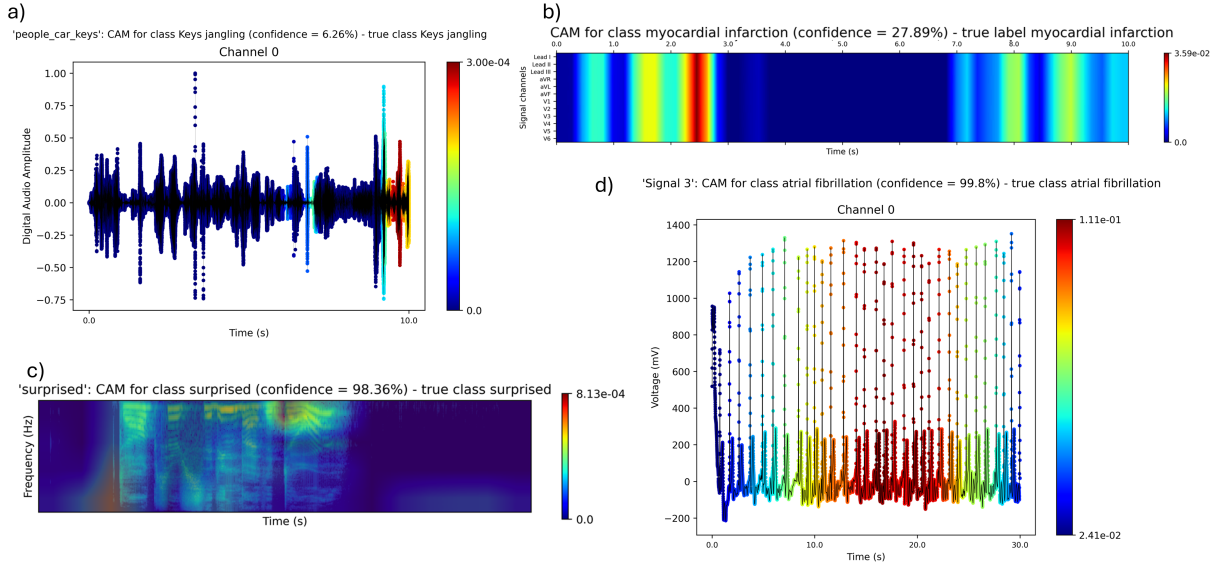 a)
'people_car_keys': CAM for class Keys jangling (confidence = 6.26%) - true class Keys jangling
Channel 0
1.00
0.75
0.50
0.25
0.00
−0.25
−0.50
−0.75
Digital Audio Amplitude
0.0
10.0
Time (s)
3.00e-04
0.0
b)
CAM for class myocardial infarction (confidence = 27.89%) - true label myocardial infarction
0.0 1.0 2.0 3.0 4.0 5.0 6.0 7.0 8.0 9.0 10.0
Signal channels
Lead I
Lead II
Lead III
aVR
aVL
aVF
V1
V2
V3
V4
V5
V6
Time (s)
3.59e-02
0.0
c)
'surprised': CAM for class surprised (confidence = 98.36%) - true class surprised
Frequency (Hz)
Time (s)
8.13e-04
0.0
d)
'Signal 3': CAM for class atrial fibrillation (confidence = 99.8%) - true class atrial fibrillation
Channel 0
1400
1200
1000
800
600
400
200
0
−200
Voltage (mV)
0.0 10.0 20.0 30.0
Time (s)
1.11e-01
2.41e-02